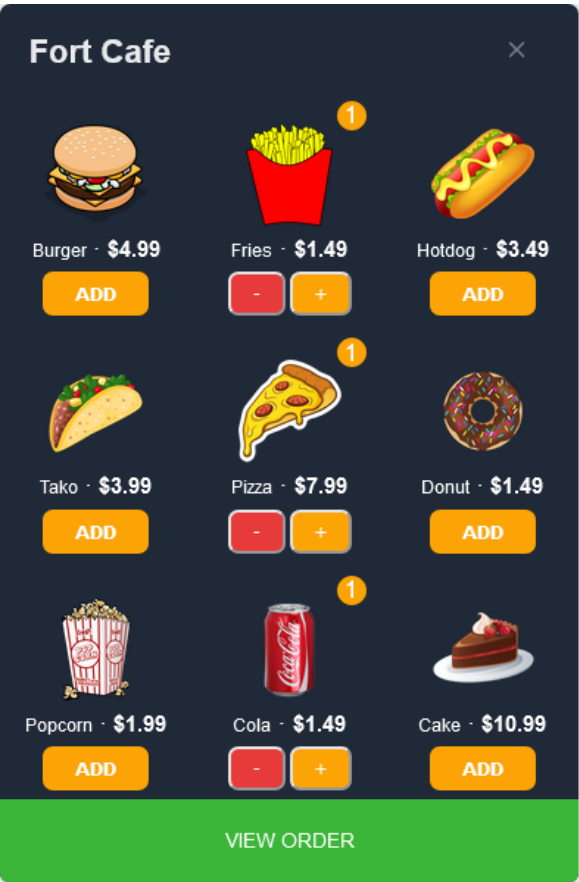 Fort Cafe ×
1
Burger · $4.99 Fries · $1.49 Hotdog · $3.49
ADD - + ADD
1
Tako · $3.99 Pizza · $7.99 Donut · $1.49
ADD - + ADD
1
Coca-Cola
Popcorn · $1.99 Cola · $1.49 Cake · $10.99
ADD - + ADD
VIEW ORDER